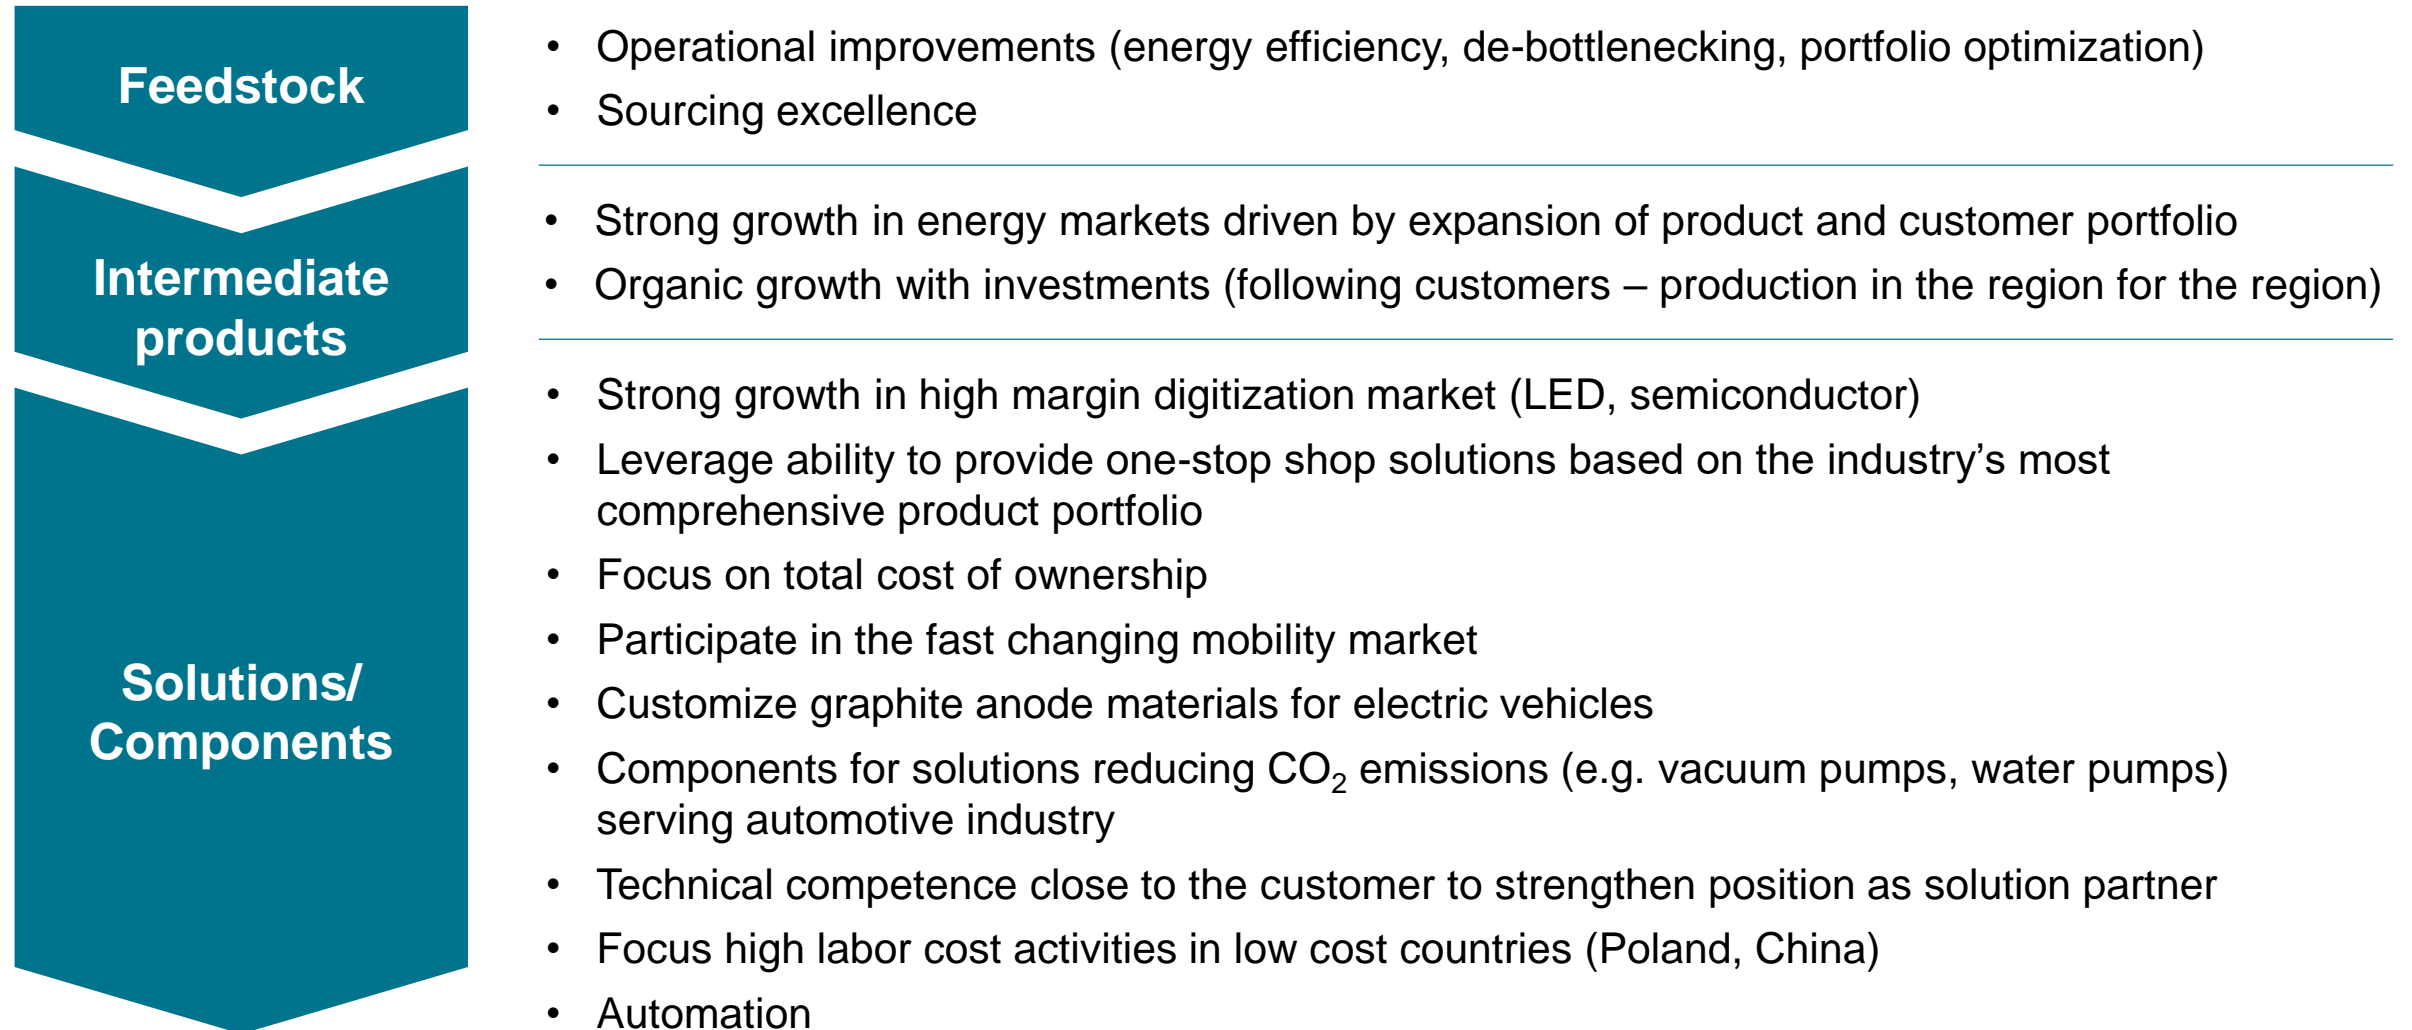 Feedstock
• Operational improvements (energy efficiency, de-bottlenecking, portfolio optimization)
• Sourcing excellence
Intermediate
products
• Strong growth in energy markets driven by expansion of product and customer portfolio
• Organic growth with investments (following customers – production in the region for the region)
Solutions/
Components
• Strong growth in high margin digitization market (LED, semiconductor)
• Leverage ability to provide one-stop shop solutions based on the industry’s most
comprehensive product portfolio
• Focus on total cost of ownership
• Participate in the fast changing mobility market
• Customize graphite anode materials for electric vehicles
• Components for solutions reducing CO₂ emissions (e.g. vacuum pumps, water pumps)
serving automotive industry
• Technical competence close to the customer to strengthen position as solution partner
• Focus high labor cost activities in low cost countries (Poland, China)
• Automation